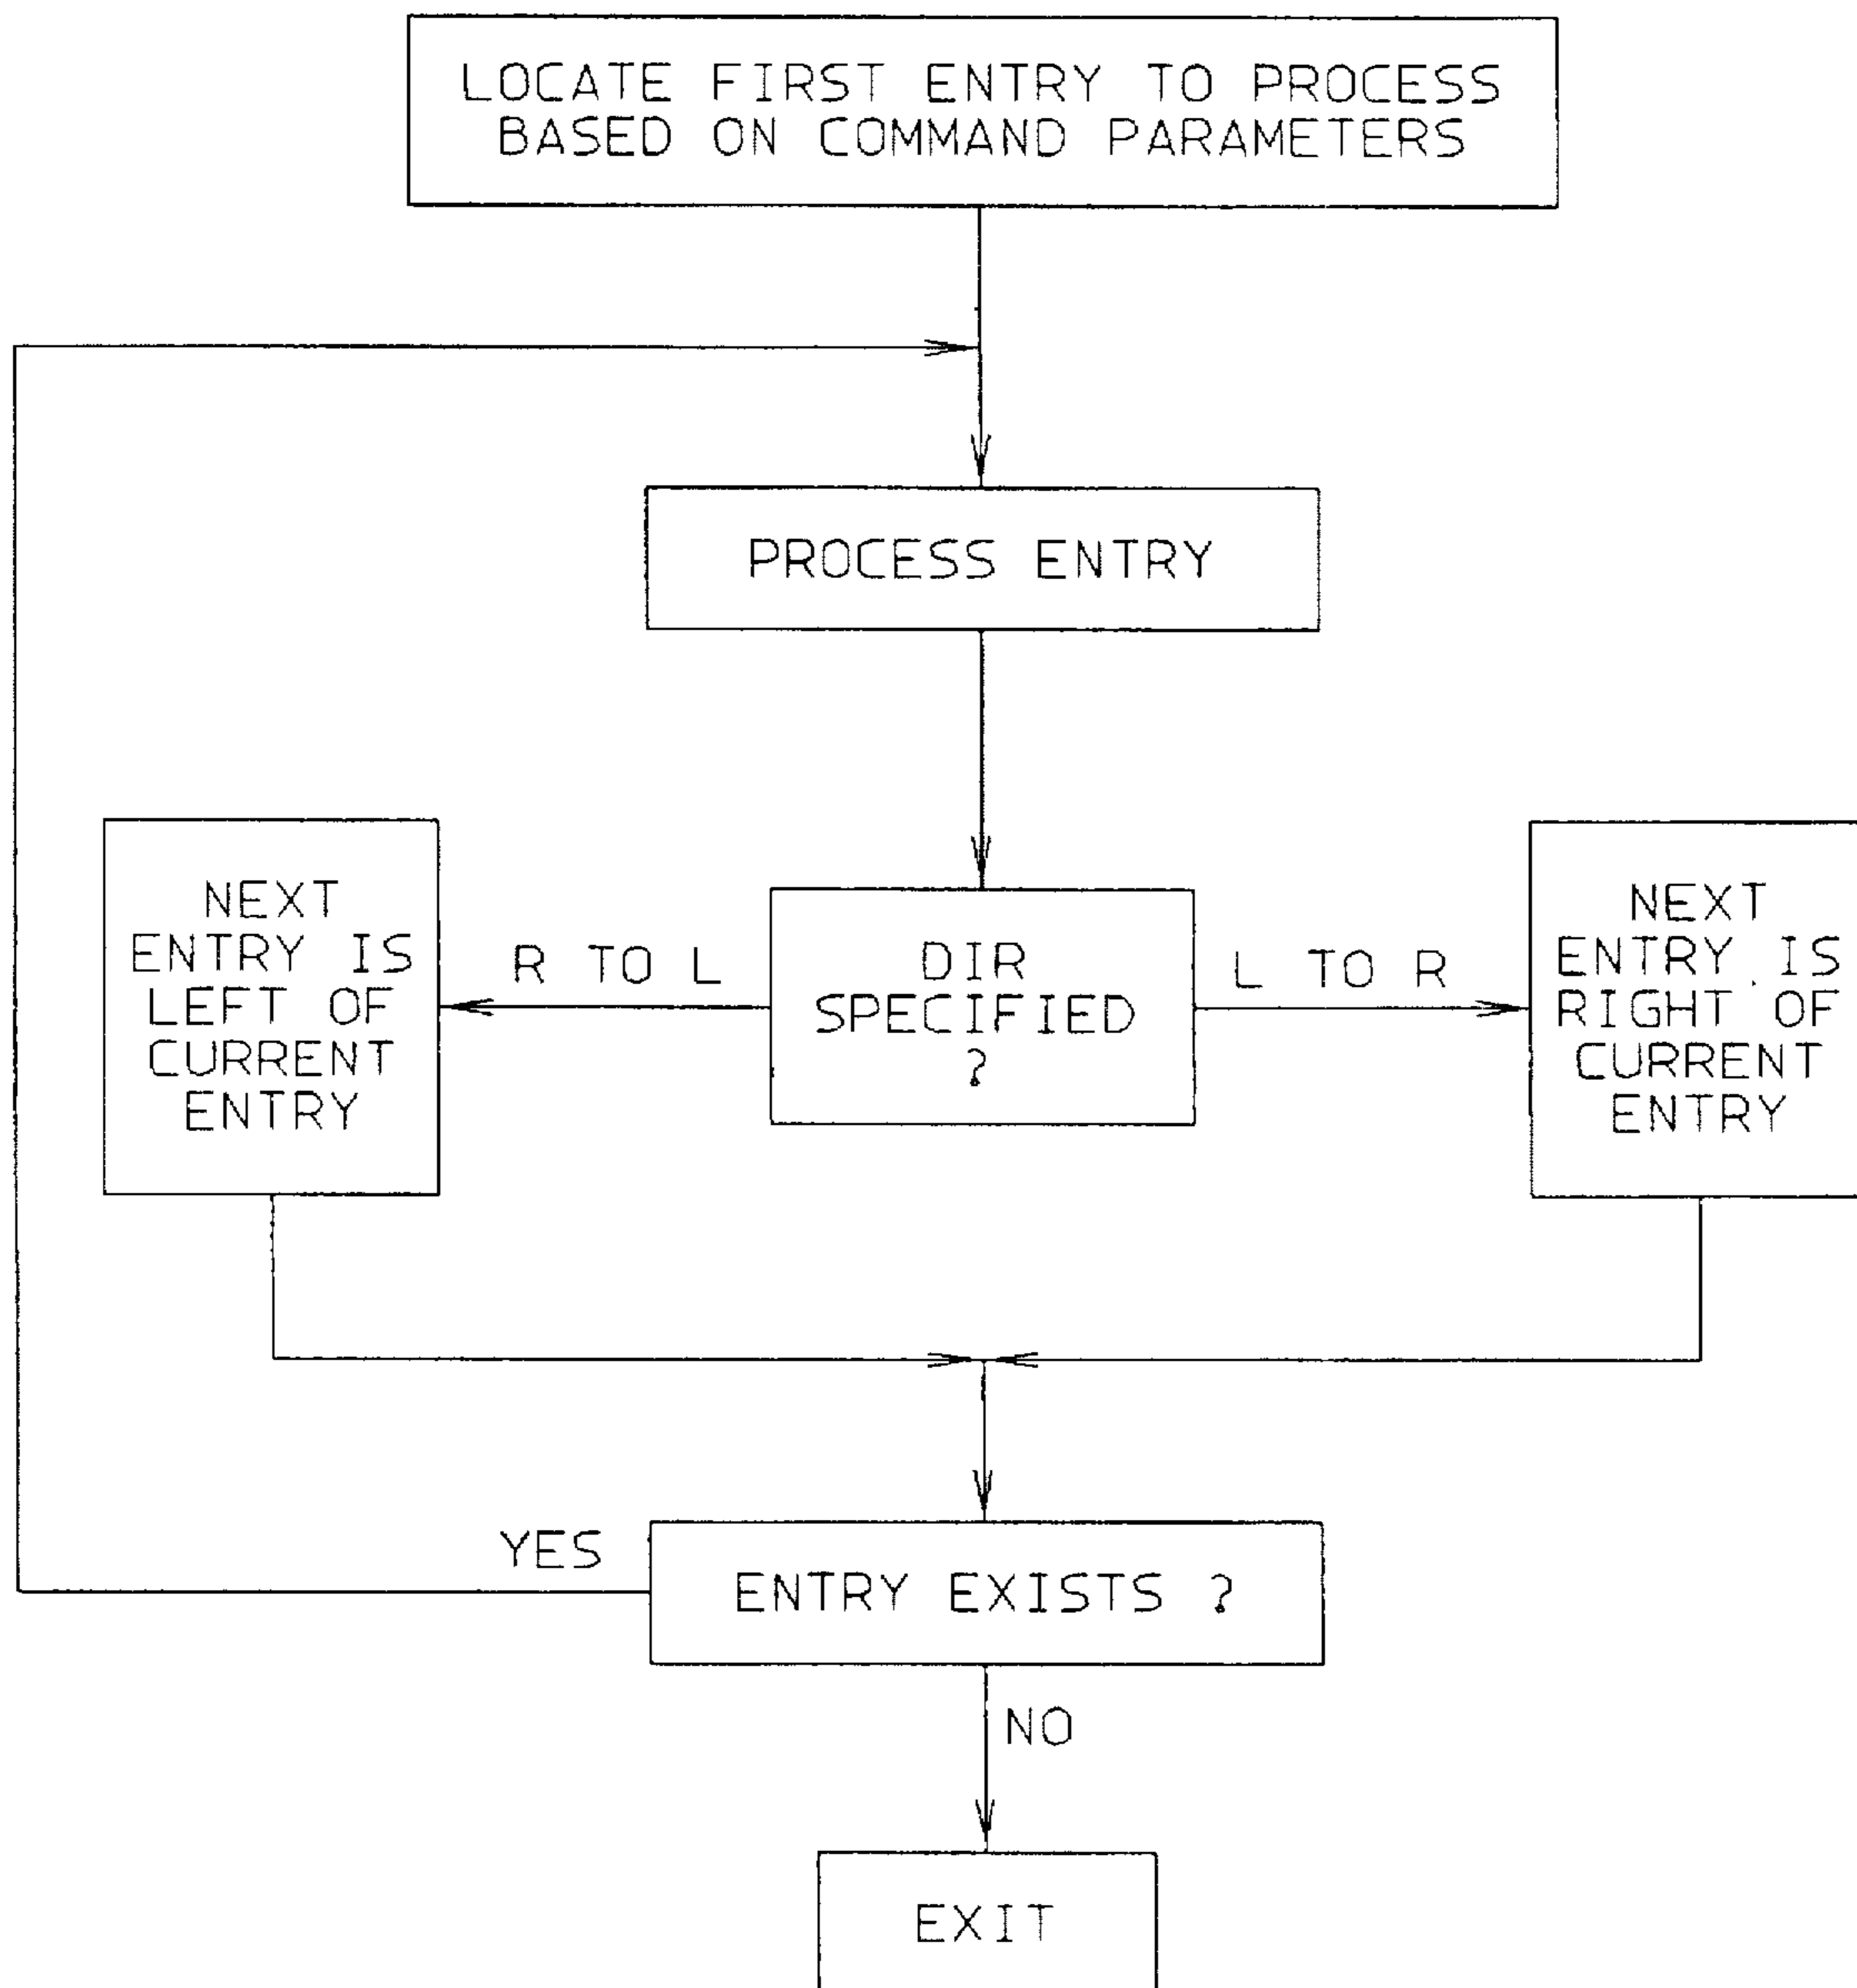 LOCATE FIRST ENTRY TO PROCESS
BASED ON COMMAND PARAMETERS
PROCESS ENTRY
NEXT
ENTRY IS
LEFT OF
CURRENT
ENTRY
R TO L
DIR
SPECIFIED
?
L TO R
NEXT
ENTRY IS
RIGHT OF
CURRENT
ENTRY
YES
ENTRY EXISTS ?
NO
EXIT